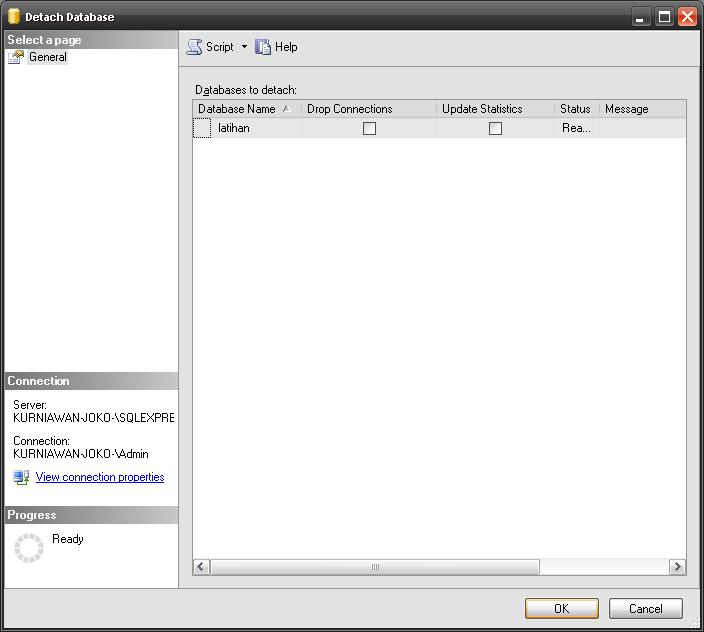 Detach Database
Select a page
General
Script
Help
Databases to detach:
Database Name Drop Connections Update Statistics Status Message
latihan Rea...
Connection
Server:
KURNIAWAN-JOKO-\SQLEXPRE
Connection:
KURNIAWAN-JOKO-\Admin
View connection properties
Progress
Ready
OK Cancel